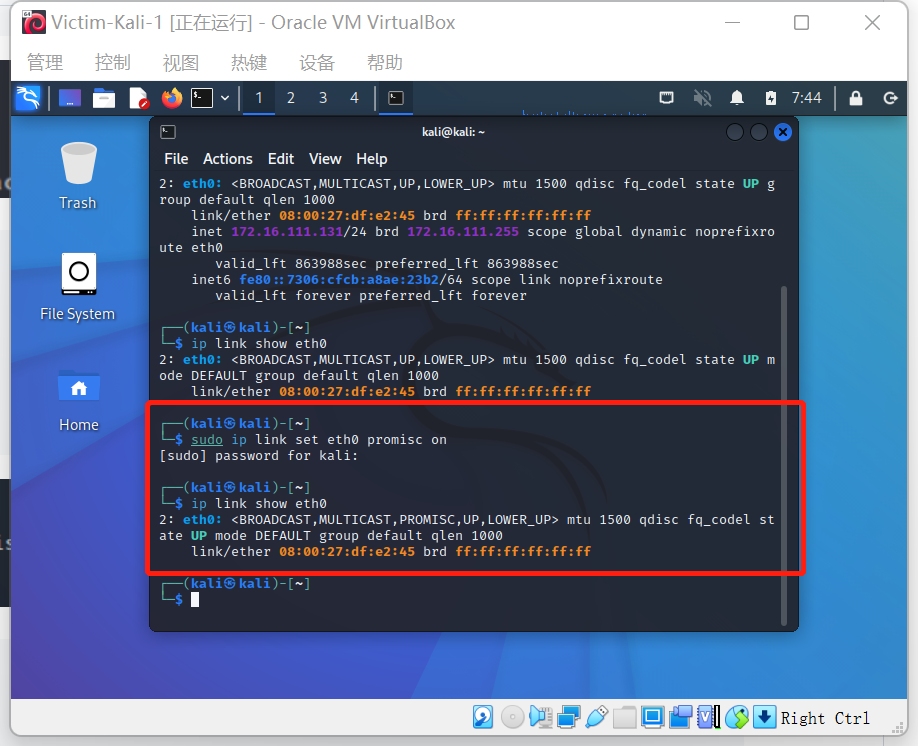 Victim-Kali-1 [正在运行] - Oracle VM VirtualBox
管理 控制 视图 热键 设备 帮助
1 2 3 4 7:44
kali@kali: ~
File Actions Edit View Help
2: eth0: <BROADCAST,MULTICAST,UP,LOWER_UP> mtu 1500 qdisc fq_codel state UP g
roup default qlen 1000
link/ether 08:00:27:df:e2:45 brd ff:ff:ff:ff:ff:ff
inet 172.16.111.131/24 brd 172.16.111.255 scope global dynamic noprefixro
ute eth0
valid_lft 863988sec preferred_lft 863988sec
inet6 fe80::7306:cfcb:a8ae:23b2/64 scope link noprefixroute
valid_lft forever preferred_lft forever
┌──(kali㉿kali)-[~]
└─$ ip link show eth0
2: eth0: <BROADCAST,MULTICAST,UP,LOWER_UP> mtu 1500 qdisc fq_codel state UP m
ode DEFAULT group default qlen 1000
link/ether 08:00:27:df:e2:45 brd ff:ff:ff:ff:ff:ff
┌──(kali㉿kali)-[~]
└─$ sudo ip link set eth0 promisc on
[sudo] password for kali:
┌──(kali㉿kali)-[~]
└─$ ip link show eth0
2: eth0: <BROADCAST,MULTICAST,PROMISC,UP,LOWER_UP> mtu 1500 qdisc fq_codel st
ate UP mode DEFAULT group default qlen 1000
link/ether 08:00:27:df:e2:45 brd ff:ff:ff:ff:ff:ff
┌──(kali㉿kali)-[~]
└─$
Trash
File System
Home
Right Ctrl